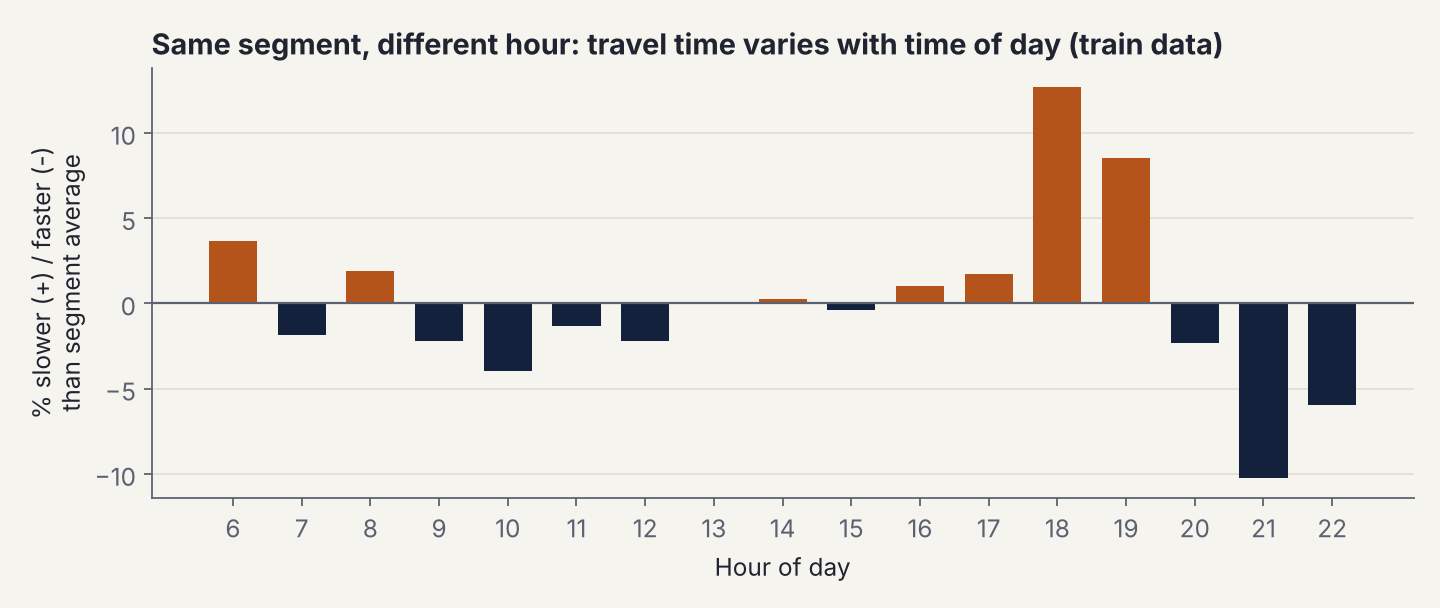 Same segment, different hour: travel time varies with time of day (train data)
% slower (+) / faster (-)
than segment average
10
5
0
−5
−10
6 7 8 9 10 11 12 13 14 15 16 17 18 19 20 21 22
Hour of day